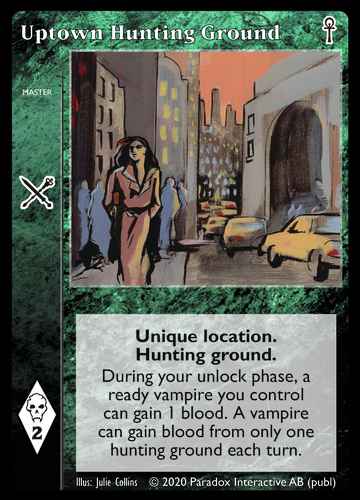 Uptown Hunting Ground
MASTER
Unique location.
Hunting ground.
During your unlock phase, a
ready vampire you control
can gain 1 blood. A vampire
can gain blood from only one
hunting ground each turn.
2
Illus: Julie Collins © 2020 Paradox Interactive AB (publ)